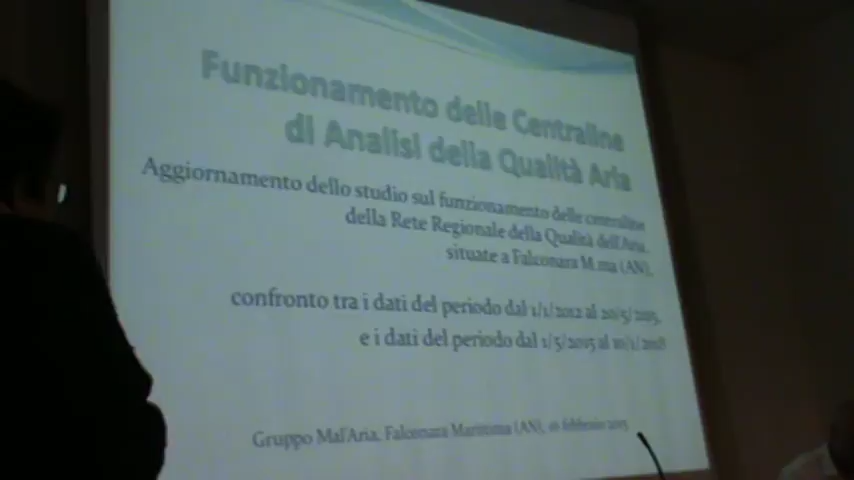 Funzionamento delle Centraline
di Analisi della Qualità Aria
Aggiornamento dello studio sul funzionamento delle centraline
della Rete Regionale della Qualità dell'Aria,
situate a Falconara M.ma (AN),
confronto tra i dati del periodo dal 1/1/2012 al 20/5/2015,
e i dati del periodo dal 1/5/2015 al 10/1/2018
Gruppo Mal'Aria, Falconara Marittima (AN), febbraio